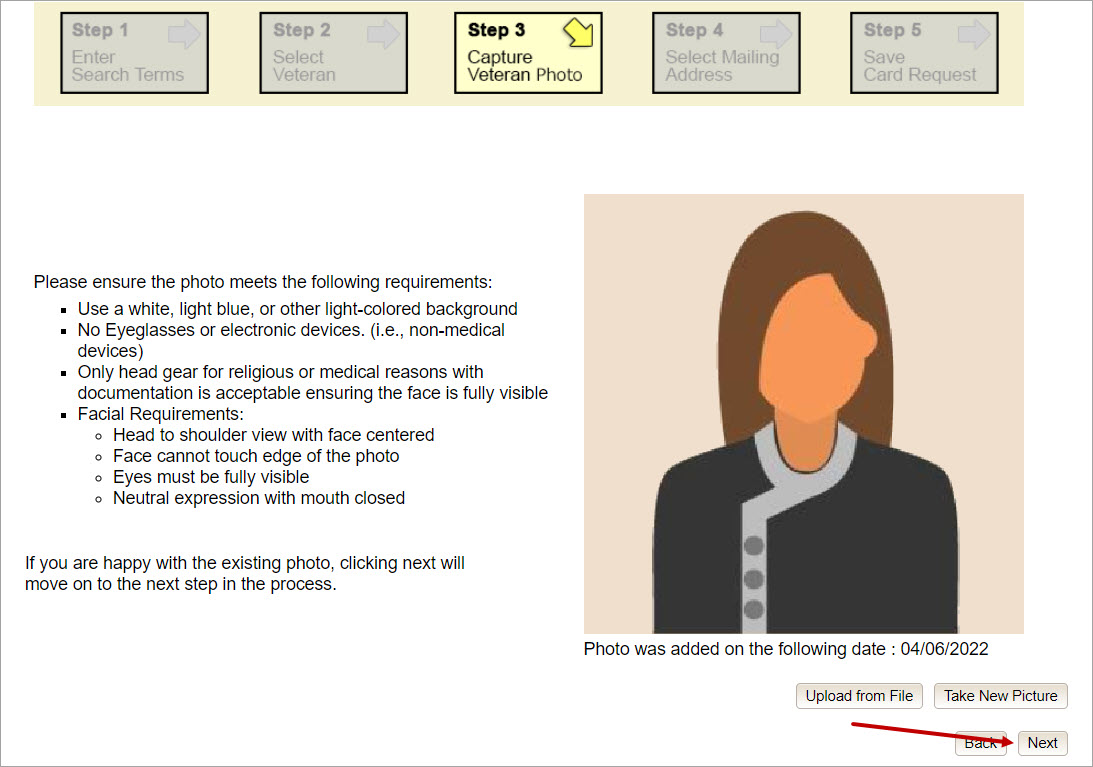 Step 1
Enter
Search Terms
Step 2
Select
Veteran
Step 3
Capture
Veteran Photo
Step 4
Select Mailing
Address
Step 5
Save
Card Request
Please ensure the photo meets the following requirements:
Use a white, light blue, or other light-colored background
No Eyeglasses or electronic devices. (i.e., non-medical
devices)
Only head gear for religious or medical reasons with
documentation is acceptable ensuring the face is fully visible
Facial Requirements:
Head to shoulder view with face centered
Face cannot touch edge of the photo
Eyes must be fully visible
Neutral expression with mouth closed
If you are happy with the existing photo, clicking next will
move on to the next step in the process.
Photo was added on the following date : 04/06/2022
Upload from File Take New Picture
Back Next